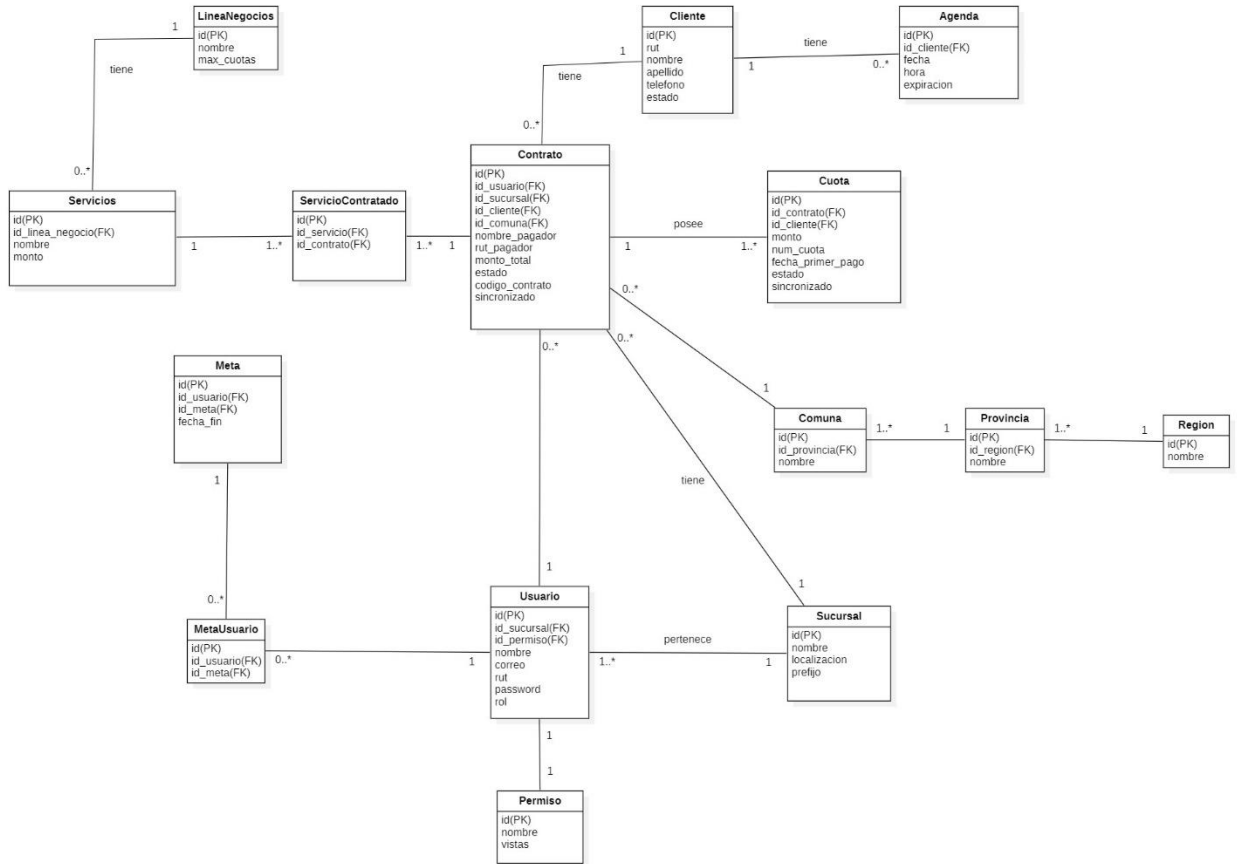 LineaNegocios
id(PK)
nombre
max_cuotas
1
tiene
0..*
Cliente
id(PK)
rut
nombre
apellido
telefono
estado
1
tiene
0..*
1
tiene
0..*
Agenda
id(PK)
id_cliente(FK)
fecha
hora
expiracion
Servicios
id(PK)
id_linea_negocio(FK)
nombre
monto
1
1..*
ServicioContratado
id(PK)
id_servicio(FK)
id_contrato(FK)
1..*
1
Contrato
id(PK)
id_usuario(FK)
id_sucursal(FK)
id_cliente(FK)
id_comuna(FK)
nombre_pagador
rut_pagador
monto_total
estado
codigo_contrato
sincronizado
posee
1
1..*
Cuota
id(PK)
id_contrato(FK)
id_cliente(FK)
monto
num_cuota
fecha_primer_pago
estado
sincronizado
0..*
0..*
0..*
Meta
id(PK)
id_usuario(FK)
id_meta(FK)
fecha_fin
1
0..*
1
Comuna
id(PK)
id_provincia(FK)
nombre
1..*
1
Provincia
id(PK)
id_region(FK)
nombre
1..*
1
Region
id(PK)
nombre
tiene
1
1
MetaUsuario
id(PK)
id_usuario(FK)
id_meta(FK)
0..*
1
Usuario
id(PK)
id_sucursal(FK)
id_permiso(FK)
nombre
correo
rut
password
rol
pertenece
1..*
1
Sucursal
id(PK)
nombre
localizacion
prefijo
1
1
Permiso
id(PK)
nombre
vistas